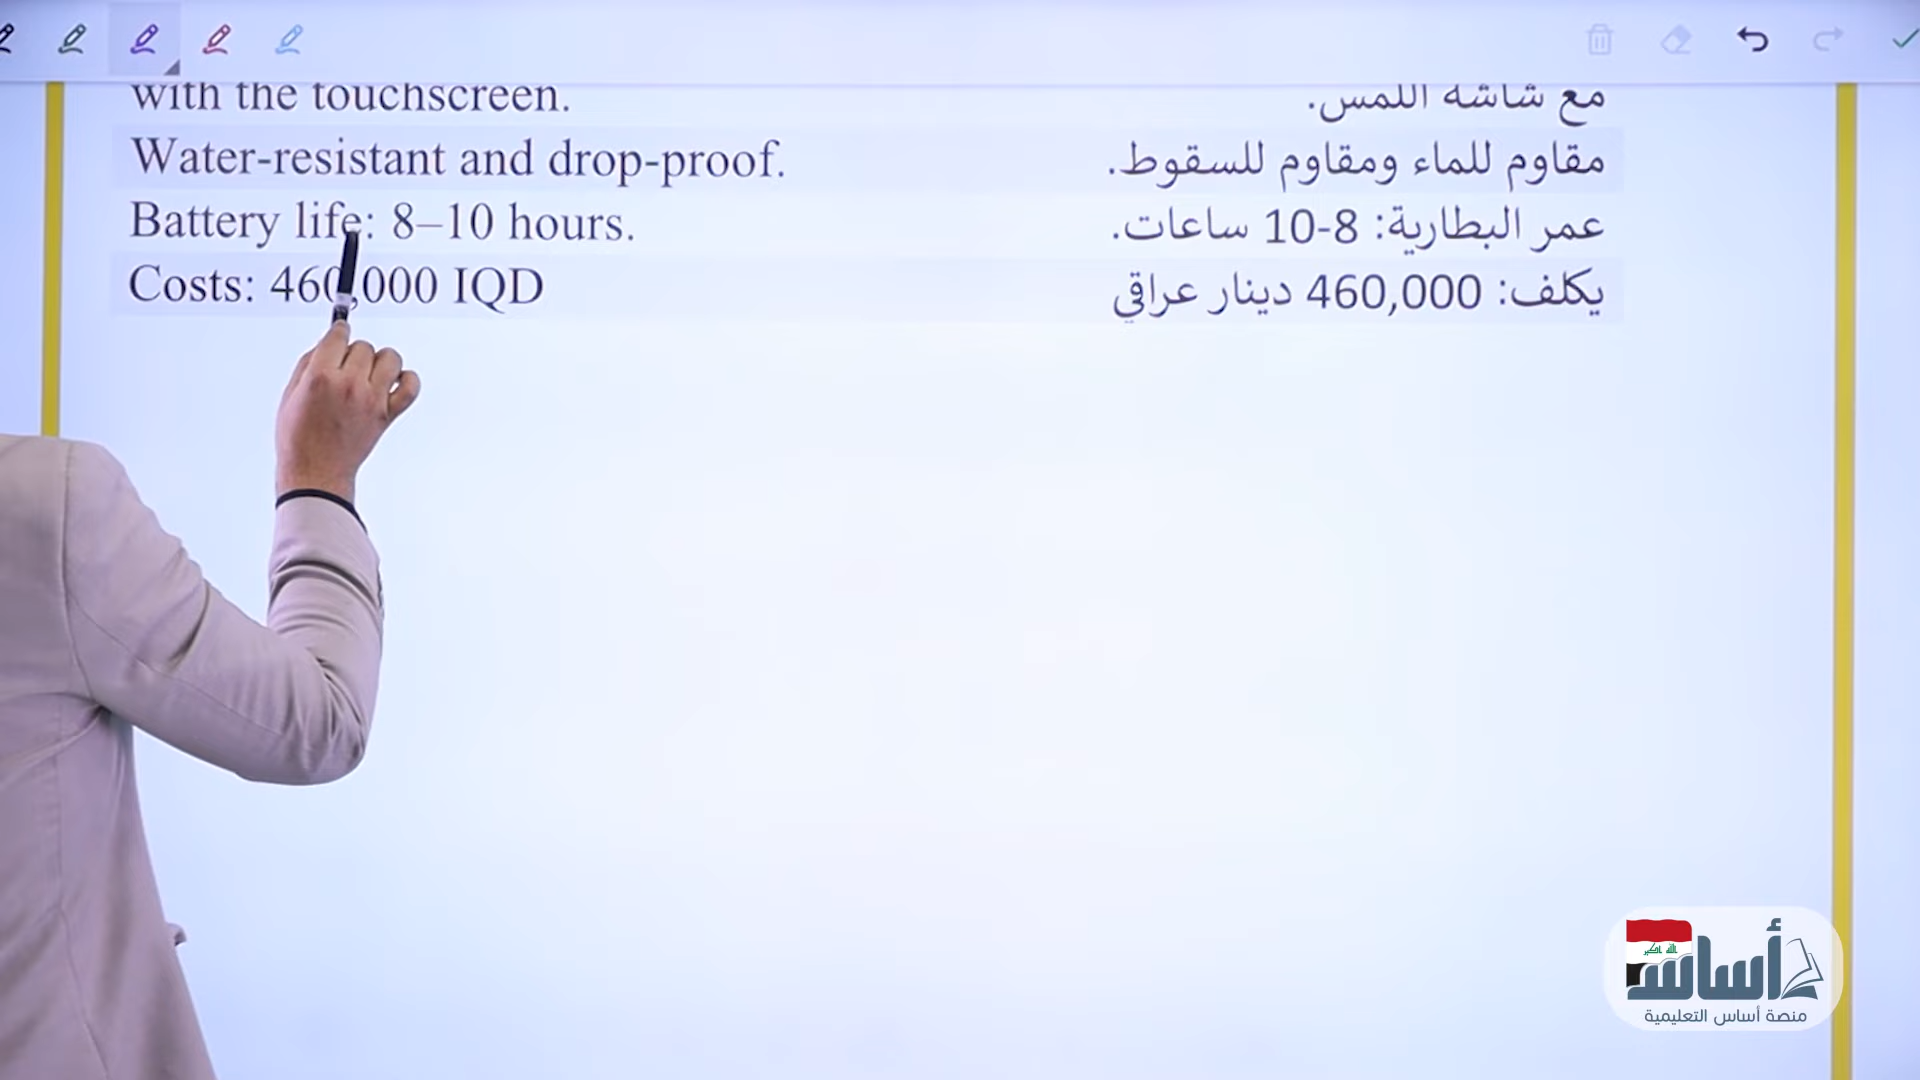 with the touchscreen.
مع شاشة اللمس.
Water-resistant and drop-proof.
مقاوم للماء ومقاوم للسقوط.
Battery life: 8–10 hours.
عمر البطارية: 8-10 ساعات.
Costs: 460,000 IQD
يكلف: 460,000 دينار عراقي
أساس
منصة أساس التعليمية